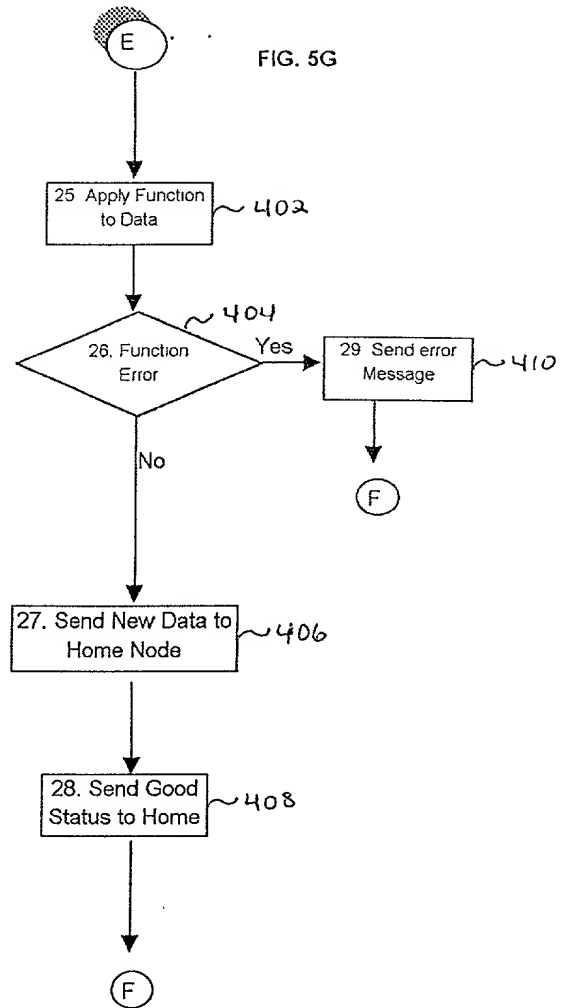 E
FIG. 5G
25 Apply Function
to Data
402
404
26. Function
Error
Yes
29 Send error
Message
410
No
F
27. Send New Data to
Home Node
406
28. Send Good
Status to Home
408
F